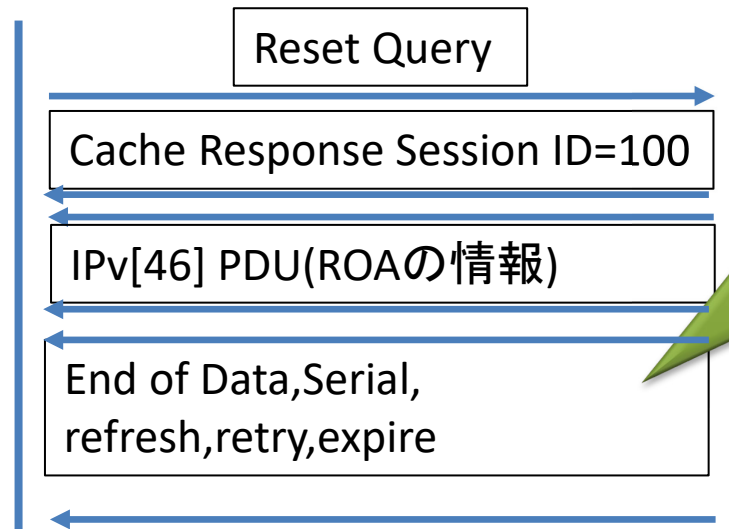 Reset Query
Cache Response Session ID=100
IPv[46] PDU(ROAの情報)
End of Data,Serial,
refresh,retry,expire